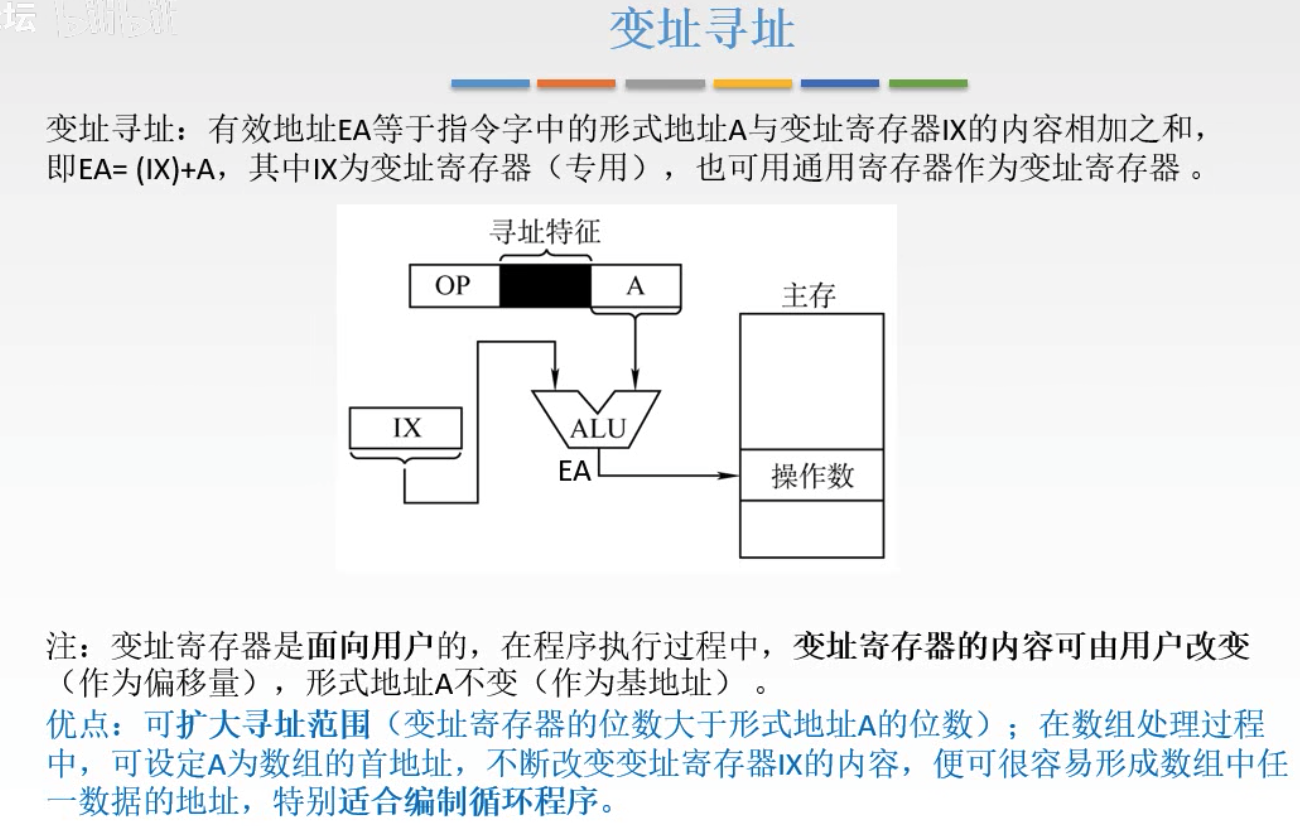 坛
变址寻址
变址寻址：有效地址EA等于指令字中的形式地址A与变址寄存器IX的内容相加之和，
即EA= (IX)+A，其中IX为变址寄存器（专用），也可用通用寄存器作为变址寄存器 。
寻址特征
OP
A
主存
IX
ALU
EA
操作数
注：变址寄存器是面向用户的，在程序执行过程中，变址寄存器的内容可由用户改变
（作为偏移量），形式地址A不变（作为基地址） 。
优点：可扩大寻址范围（变址寄存器的位数大于形式地址A的位数）；在数组处理过程
中，可设定A为数组的首地址，不断改变变址寄存器IX的内容，便可很容易形成数组中任
一数据的地址，特别适合编制循环程序。